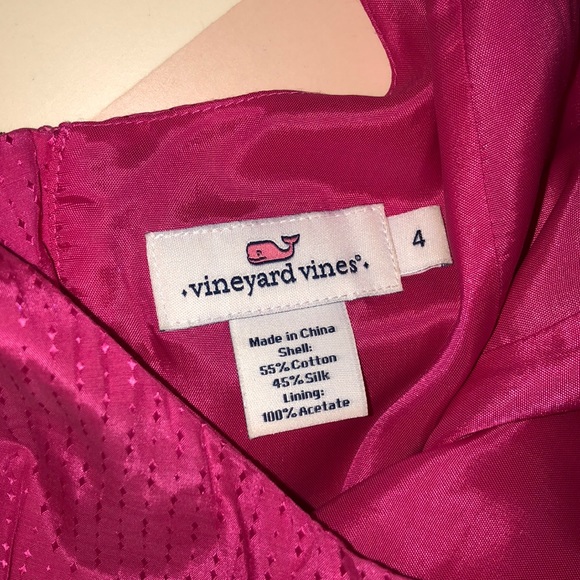 vineyard vines®
4
Made in China
Shell:
55% Cotton
45% Silk
Lining:
100% Acetate